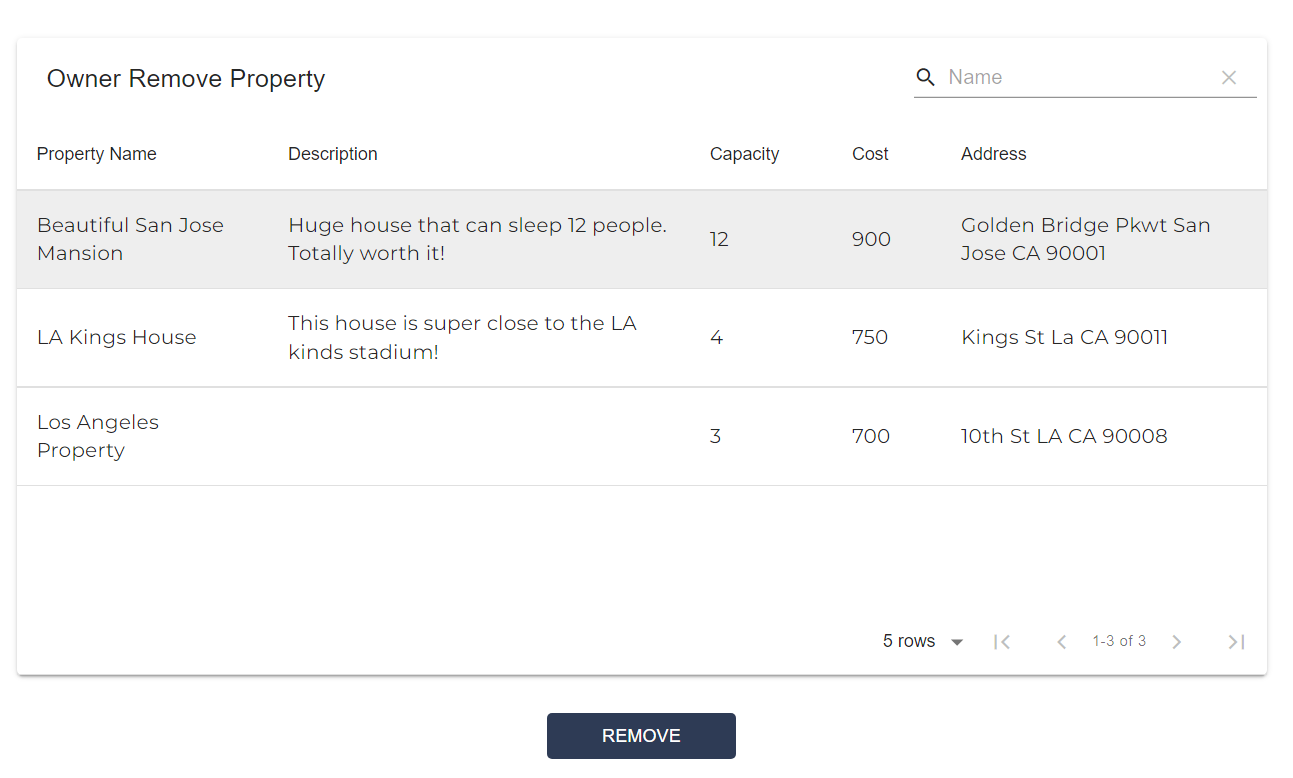 Owner Remove Property
Name
Property Name Description Capacity Cost Address
Beautiful San Jose
Mansion
Huge house that can sleep 12 people.
Totally worth it!
12
900
Golden Bridge Pkwt San
Jose CA 90001
LA Kings House
This house is super close to the LA
kinds stadium!
4
750
Kings St La CA 90011
Los Angeles
Property
3
700
10th St LA CA 90008
5 rows
1-3 of 3
REMOVE